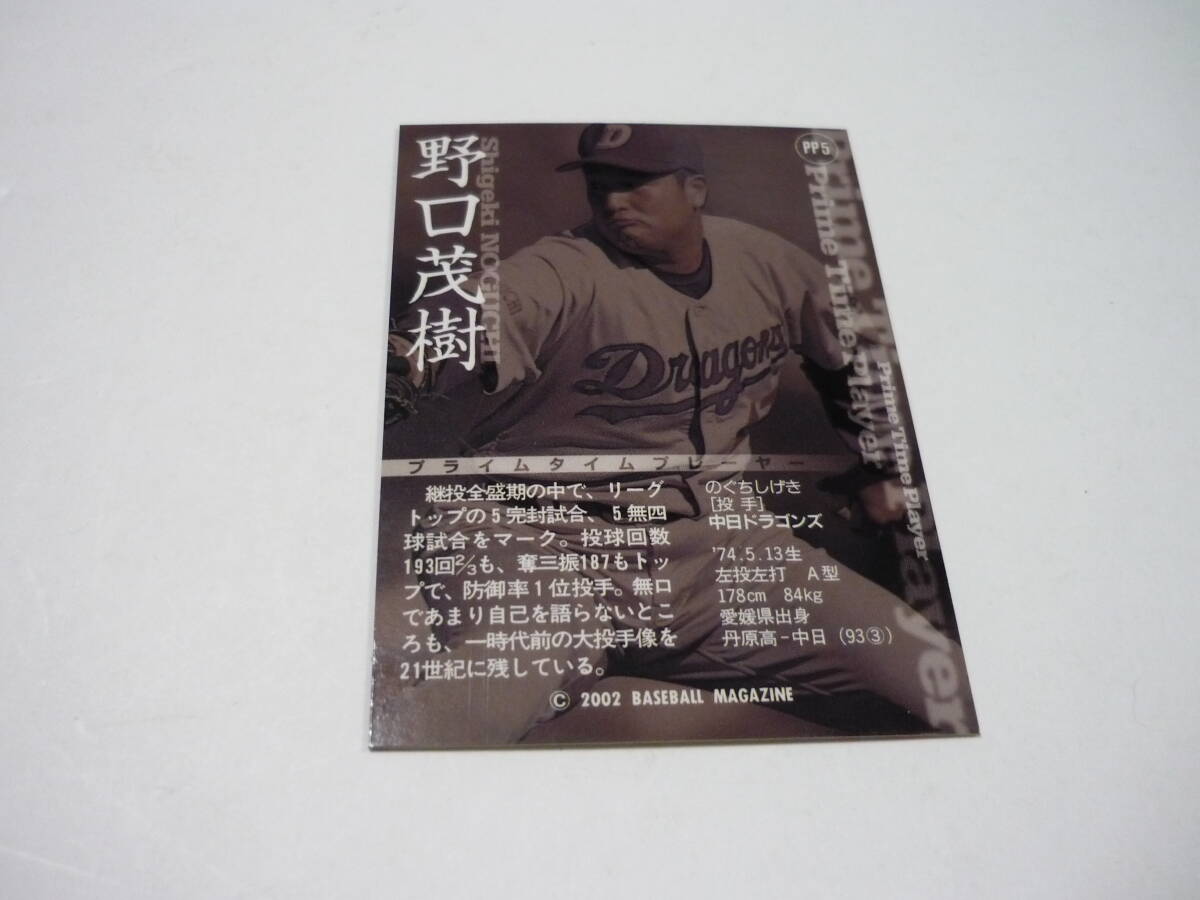 野口茂樹
Shigeki NOGUCHI
PP5
Prime Time Player
Prime Time Player
Prime Time Player
D
Dragons
プライムタイムプレーヤー
継投全盛期の中で、リーグ
トップの5完封試合、5無四
球試合をマーク。投球回数
193回2/3も、奪三振187もトッ
プで、防御率1位投手。無口
であまり自己を語らないとこ
ろも、一時代前の大投手像を
21世紀に残している。
のぐちしげき
[投手]
中日ドラゴンズ
'74.5.13生
左投左打 A型
178cm 84kg
愛媛県出身
丹原高-中日(93③)
© 2002 BASEBALL MAGAZINE